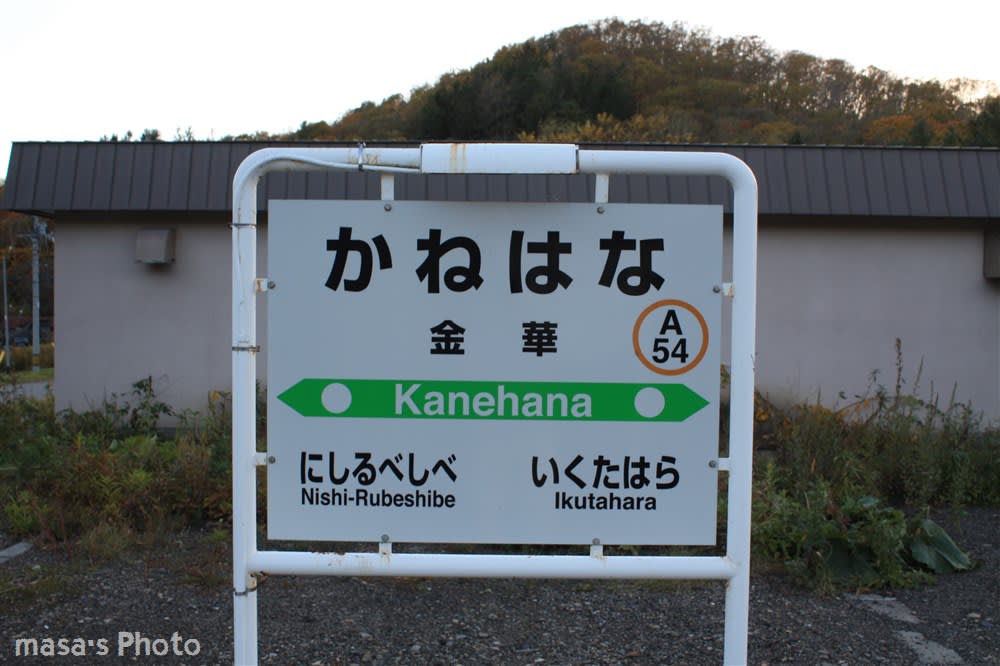 かねはな
金華
A
54
Kanehana
にしるべしべ いくたはら
Nishi-Rubeshibe Ikutahara
masa's Photo